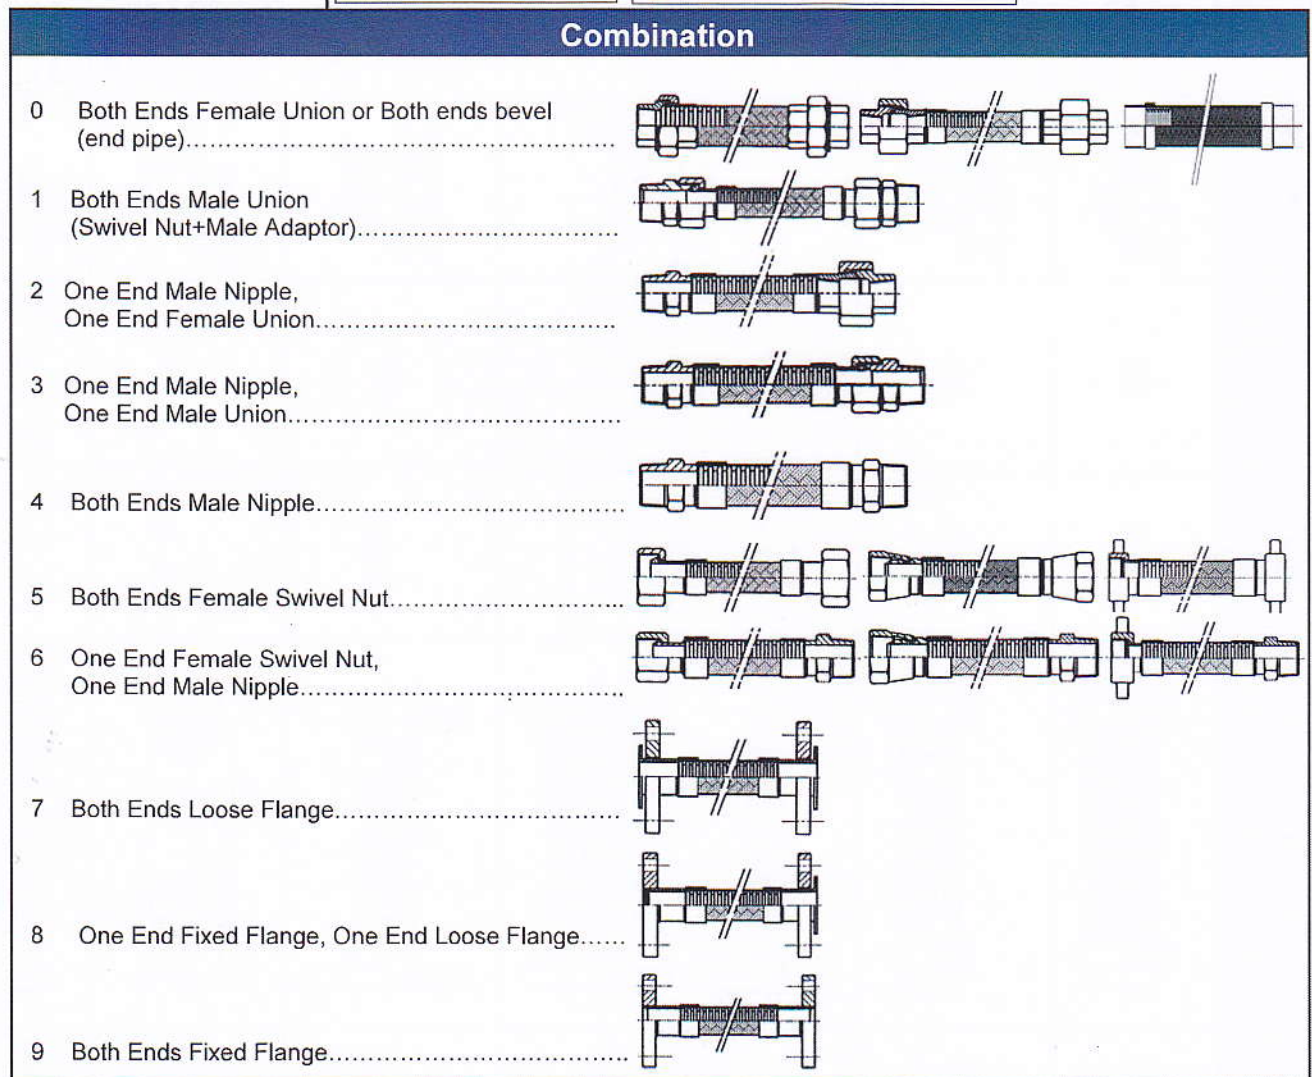 Combination
0 Both Ends Female Union or Both ends bevel
(end pipe)……………………………………………
1 Both Ends Male Union
(Swivel Nut+Male Adaptor)……………………………
2 One End Male Nipple,
One End Female Union………………………………..
3 One End Male Nipple,
One End Male Union……………………………………
4 Both Ends Male Nipple…………………………………
5 Both Ends Female Swivel Nut………………………..
6 One End Female Swivel Nut,
One End Male Nipple…………………………………..
7 Both Ends Loose Flange………………………………
8 One End Fixed Flange, One End Loose Flange……
9 Both Ends Fixed Flange……………………………….